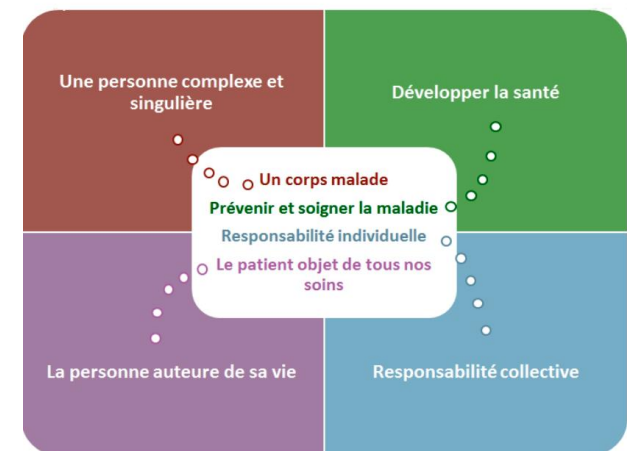 Une personne complexe et
singulière
Développer la santé
Un corps malade
Prévenir et soigner la maladie
Responsabilité individuelle
Le patient objet de tous nos
soins
La personne auteure de sa vie
Responsabilité collective